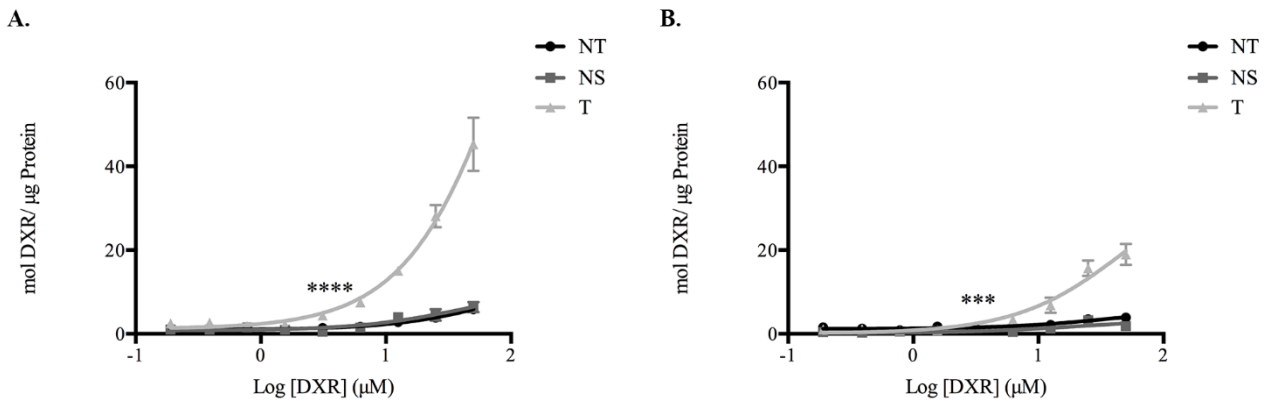 A.
NT
NS
T
60
40
20
0
-1
0
1
2
mol DXR/ μg Protein
****
Log [DXR] (μM)
B.
NT
NS
T
60
40
20
0
-1
0
1
2
mol DXR/ μg Protein
***
Log [DXR] (μM)